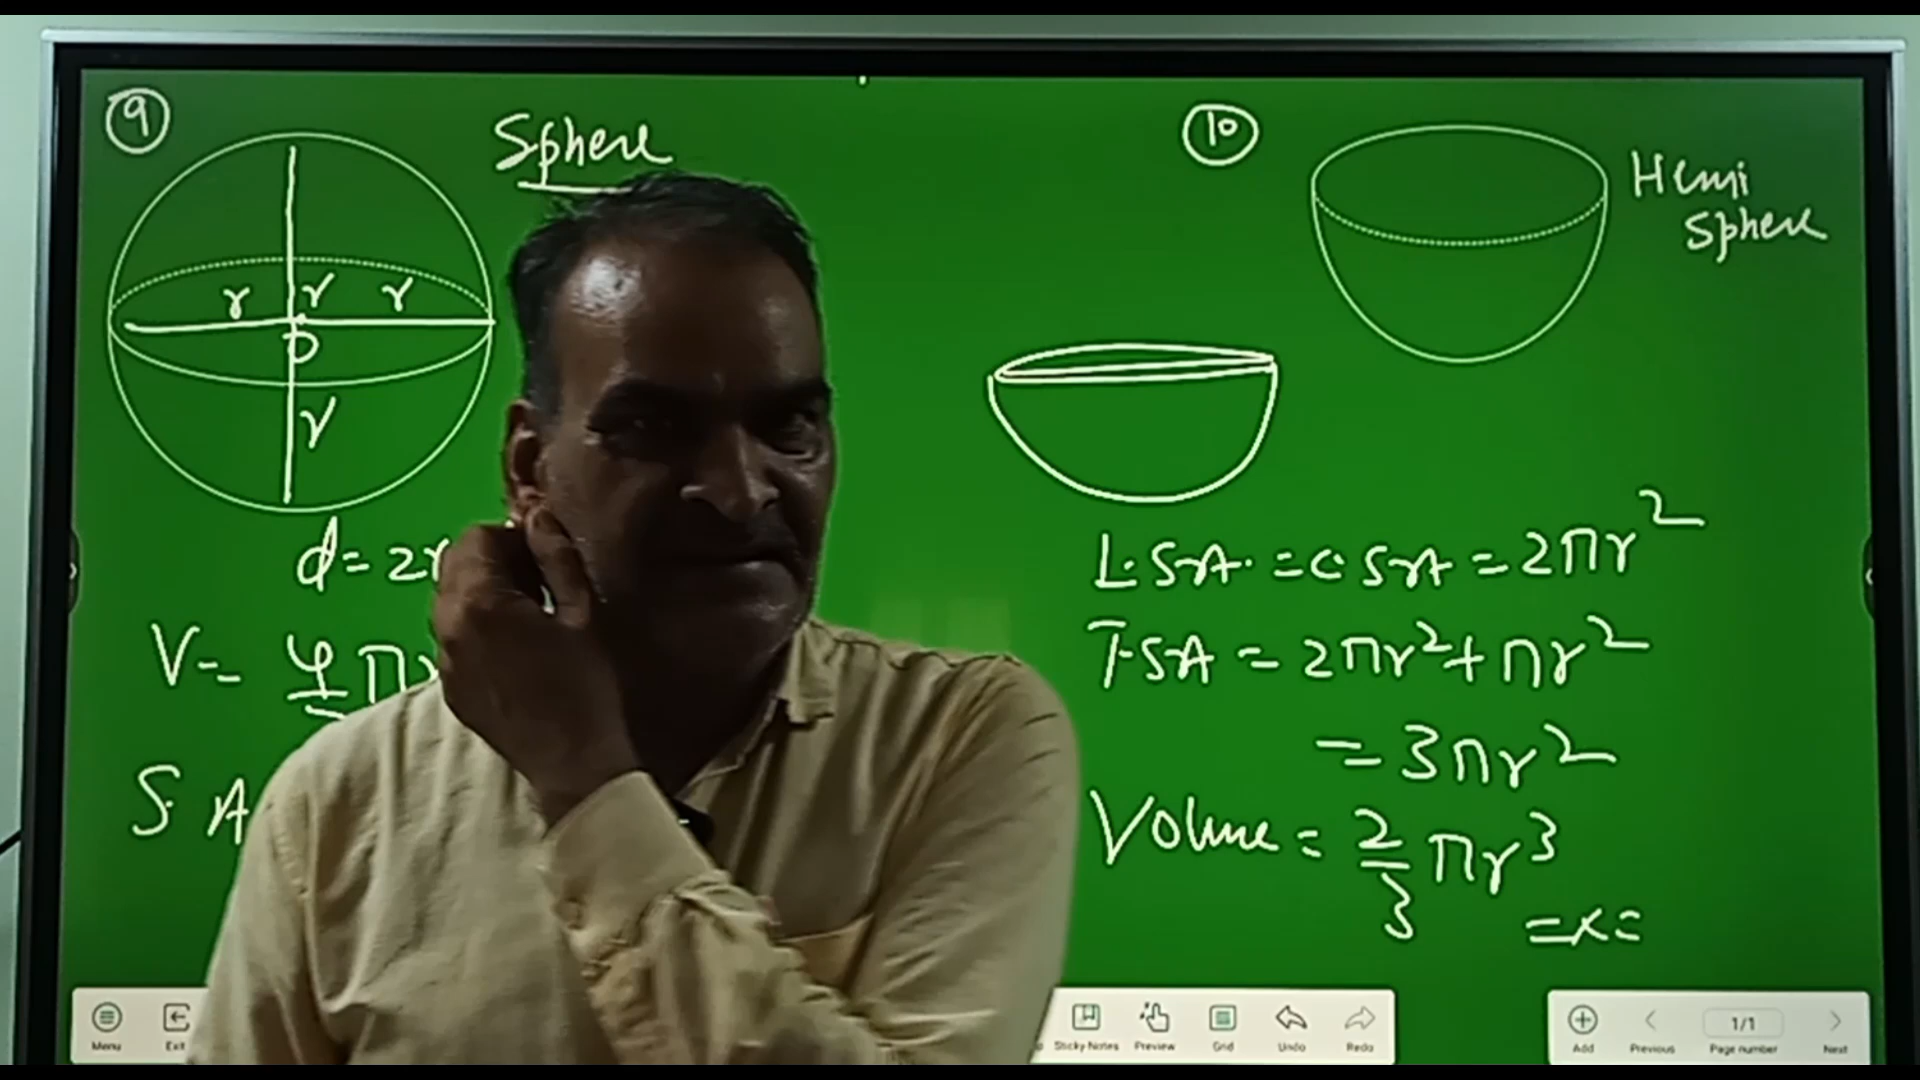 9
Sphere
r r r
O
r
d = 2r
V =
S. A
10
Hemi
Sphere
L.S.A. = C.S.A = 2πr²
T.S.A = 2πr² + πr²
= 3πr²
Volume = 2/3 πr³
=x=
Menu Exit Sticky Notes Preview Grid Undo Redo Add Previous 1/1 Page number Next